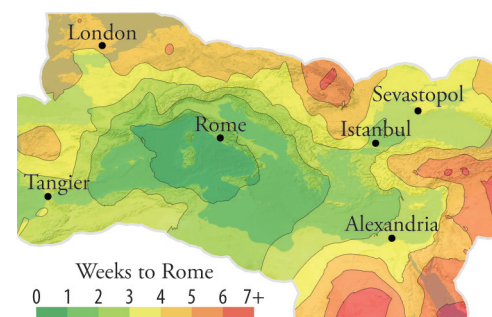 London
Sevastopol
Rome
Istanbul
Tangier
Alexandria
Weeks to Rome
0 1 2 3 4 5 6 7+